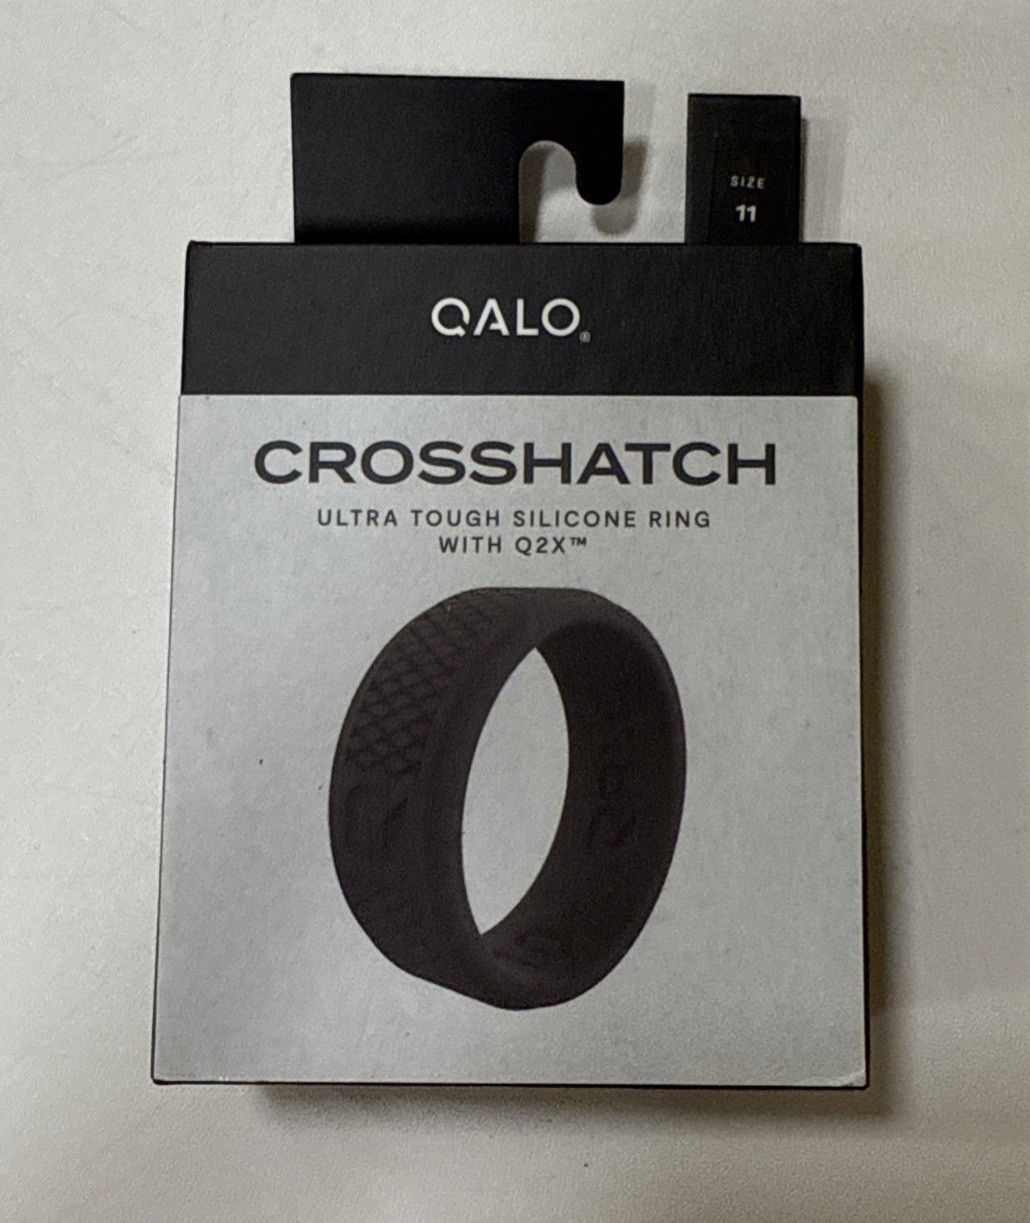 SIZE
11
QALO®
CROSSHATCH
ULTRA TOUGH SILICONE RING
WITH Q2X™